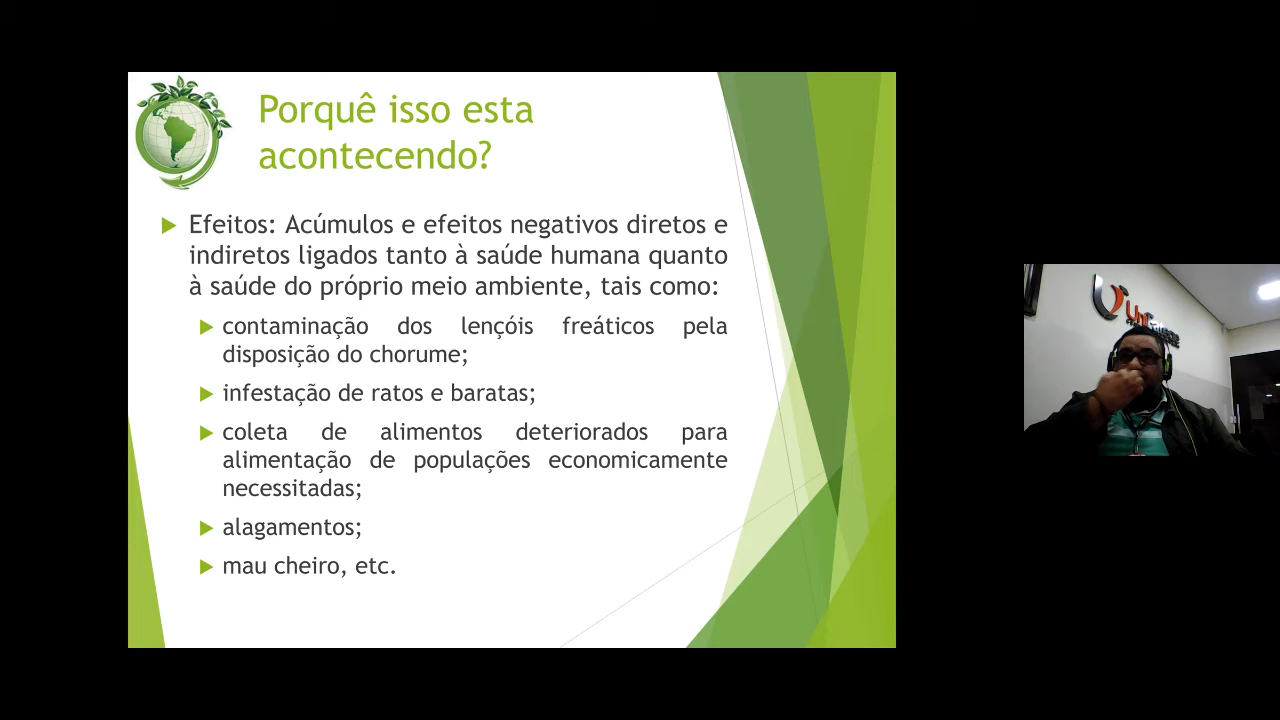 Porquê isso esta
acontecendo?
Efeitos: Acúmulos e efeitos negativos diretos e
indiretos ligados tanto à saúde humana quanto
à saúde do próprio meio ambiente, tais como:
contaminação dos lençóis freáticos pela
disposição do chorume;
infestação de ratos e baratas;
coleta de alimentos deteriorados para
alimentação de populações economicamente
necessitadas;
alagamentos;
mau cheiro, etc.